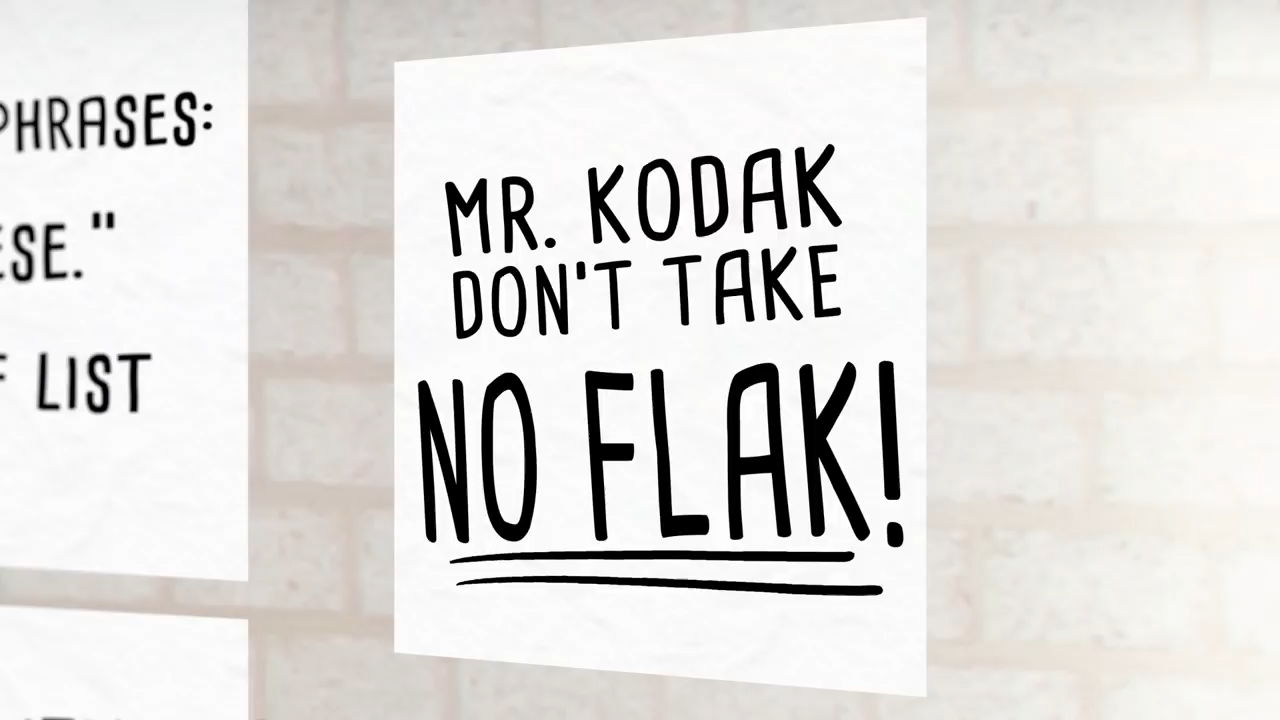 PHRASES:
ESE."
F LIST
MR. KODAK
DON'T TAKE
NO FLAK!